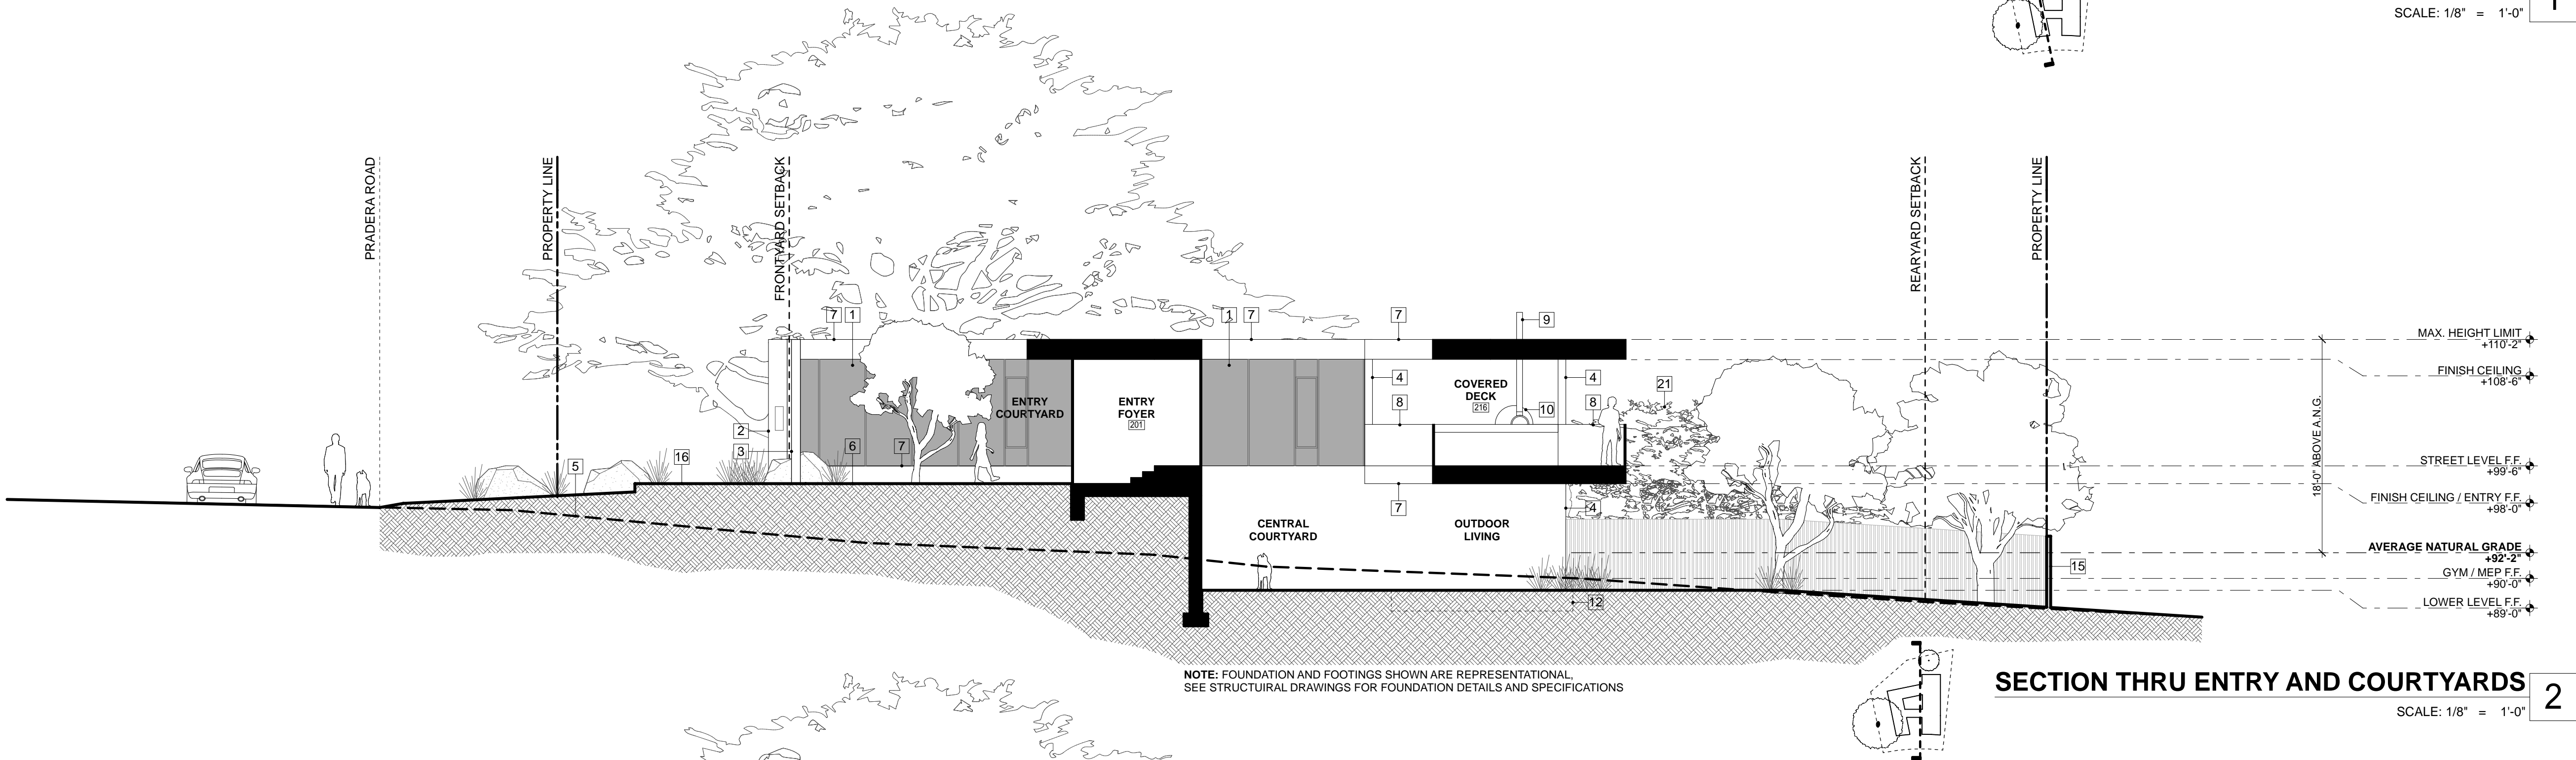 SCALE: 1/8" = 1'-0"
1
PRADERA ROAD
PROPERTY LINE
FRONTYARD SETBACK
REARYARD SETBACK
PROPERTY LINE
7
1
1
7
7
9
MAX. HEIGHT LIMIT
+110'-2"
FINISH CEILING
+108'-6"
4
COVERED
DECK
216
4
21
ENTRY
COURTYARD
ENTRY
FOYER
201
8
10
8
18'-0" ABOVE A.N.G.
2
3
6
7
16
5
STREET LEVEL F.F.
+99'-6"
FINISH CEILING / ENTRY F.F.
+98'-0"
7
4
CENTRAL
COURTYARD
OUTDOOR
LIVING
AVERAGE NATURAL GRADE
+92'-2"
15
GYM / MEP F.F.
+90'-0"
12
LOWER LEVEL F.F.
+89'-0"
NOTE: FOUNDATION AND FOOTINGS SHOWN ARE REPRESENTATIONAL,
SEE STRUCTUIRAL DRAWINGS FOR FOUNDATION DETAILS AND SPECIFICATIONS
SECTION THRU ENTRY AND COURTYARDS
2
SCALE: 1/8" = 1'-0"